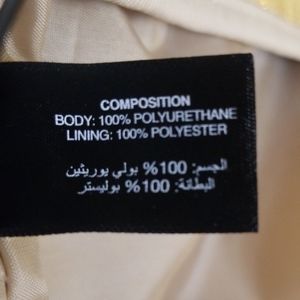 COMPOSITION
BODY: 100% POLYURETHANE
LINING: 100% POLYESTER
الجسم: 100% بولي يوريثين
البطانة: 100% بوليستر